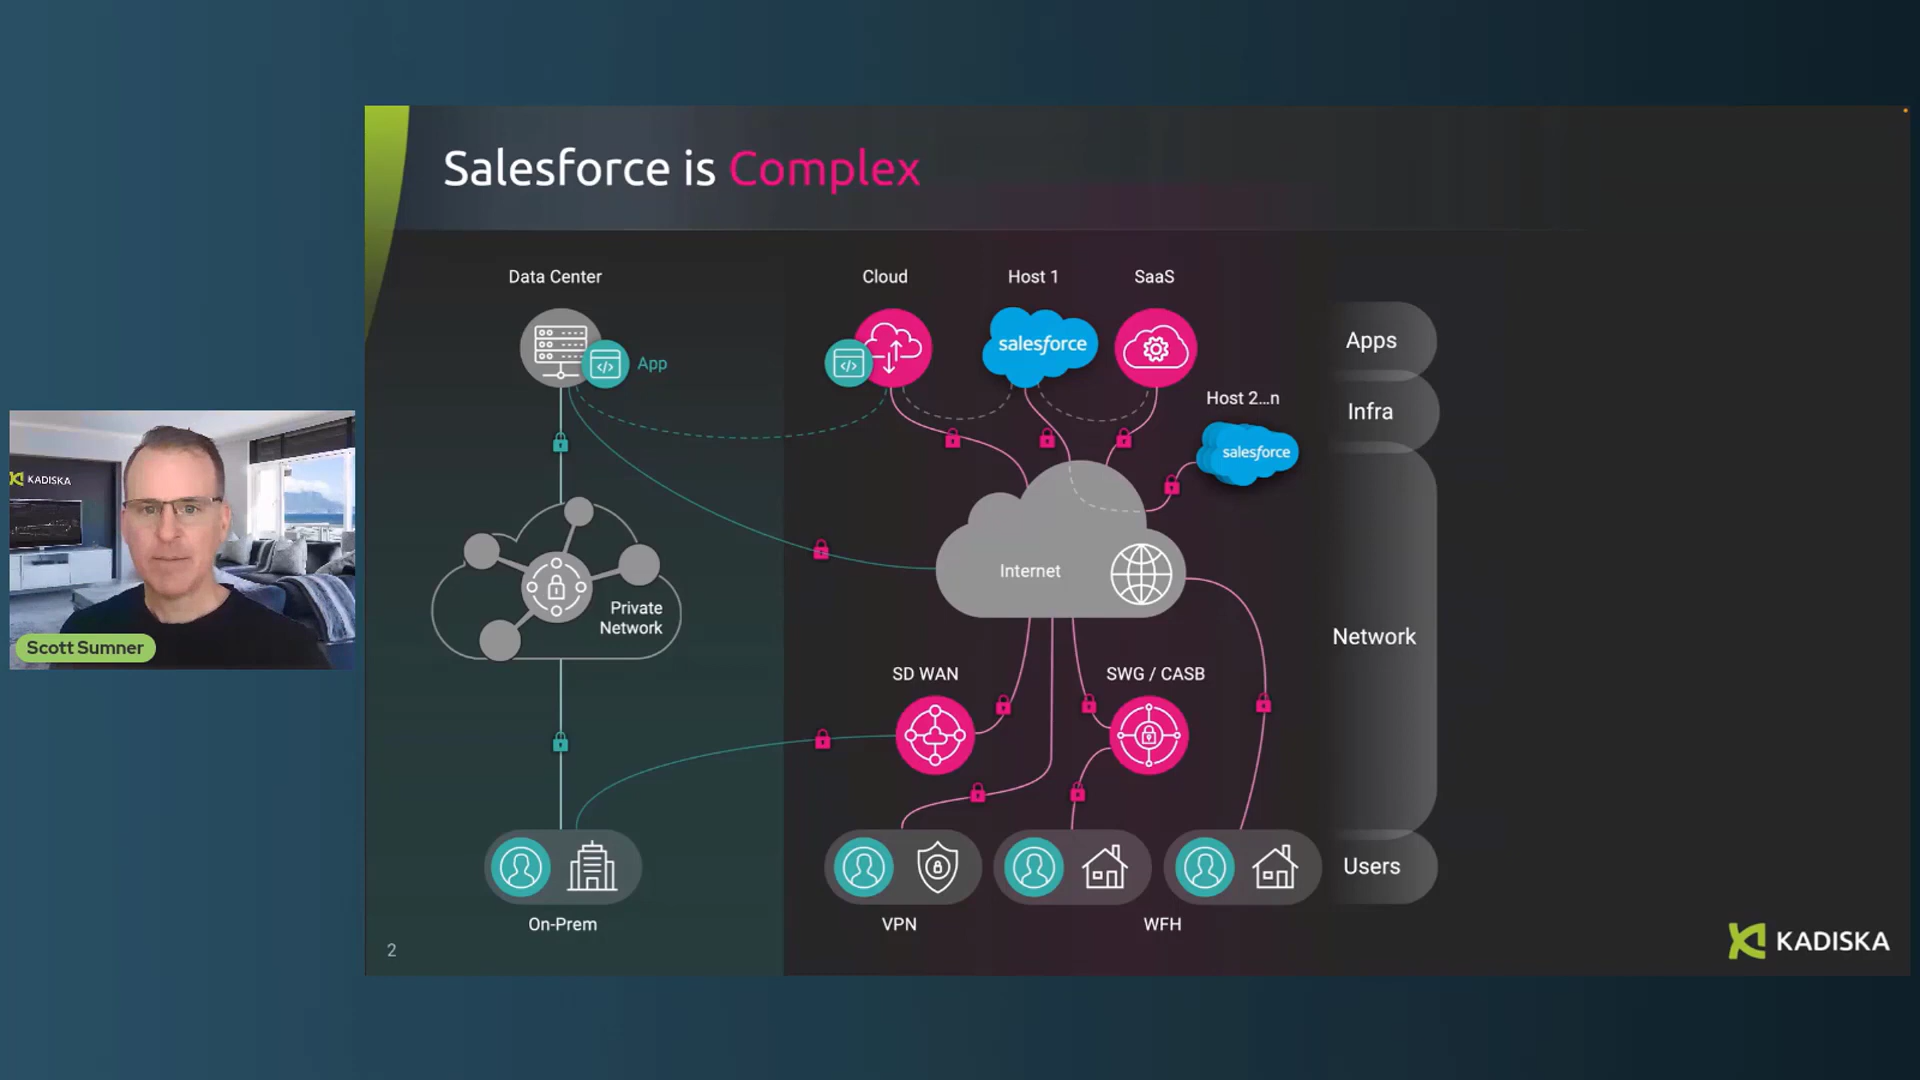 Salesforce is Complex
Data Center
Cloud
Host 1
SaaS
App
salesforce
Apps
Host 2...n
Infra
salesforce
KADISKA
Internet
Private
Network
Network
Scott Sumner
SD WAN
SWG / CASB
Users
On-Prem
VPN
WFH
2
KADISKA